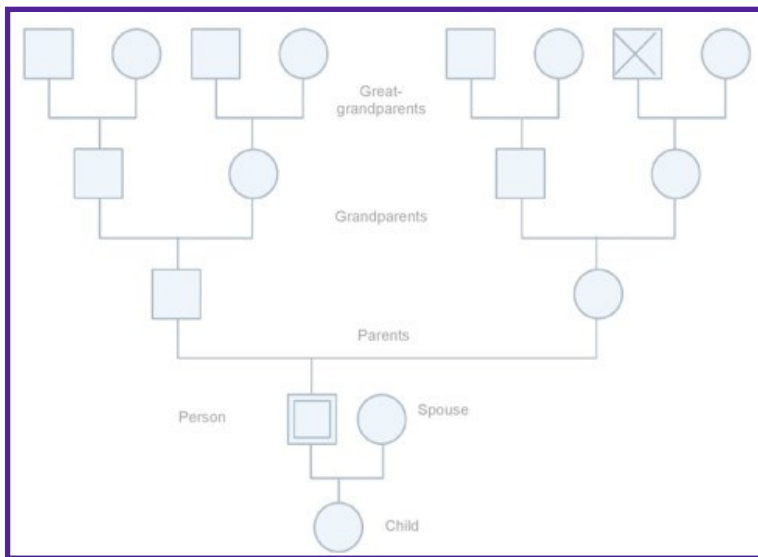 Great-
grandparents
Grandparents
Parents
Person
Spouse
Child